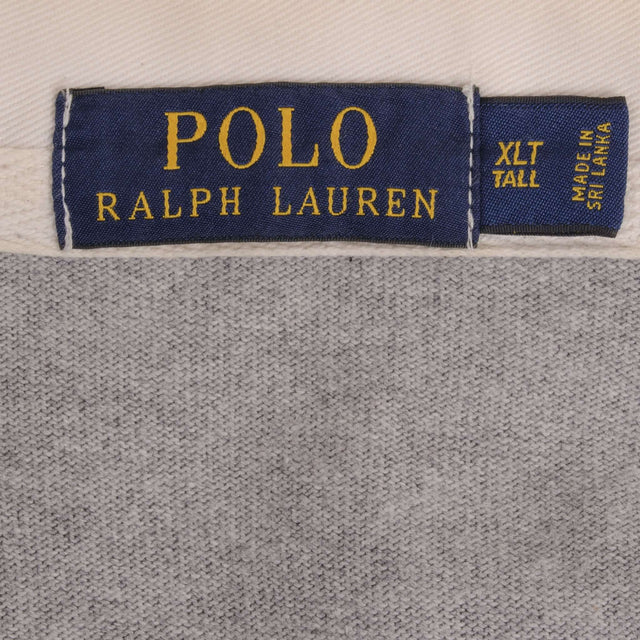 POLO
RALPH LAUREN
XLT
TALL
MADE IN
SRI LANKA